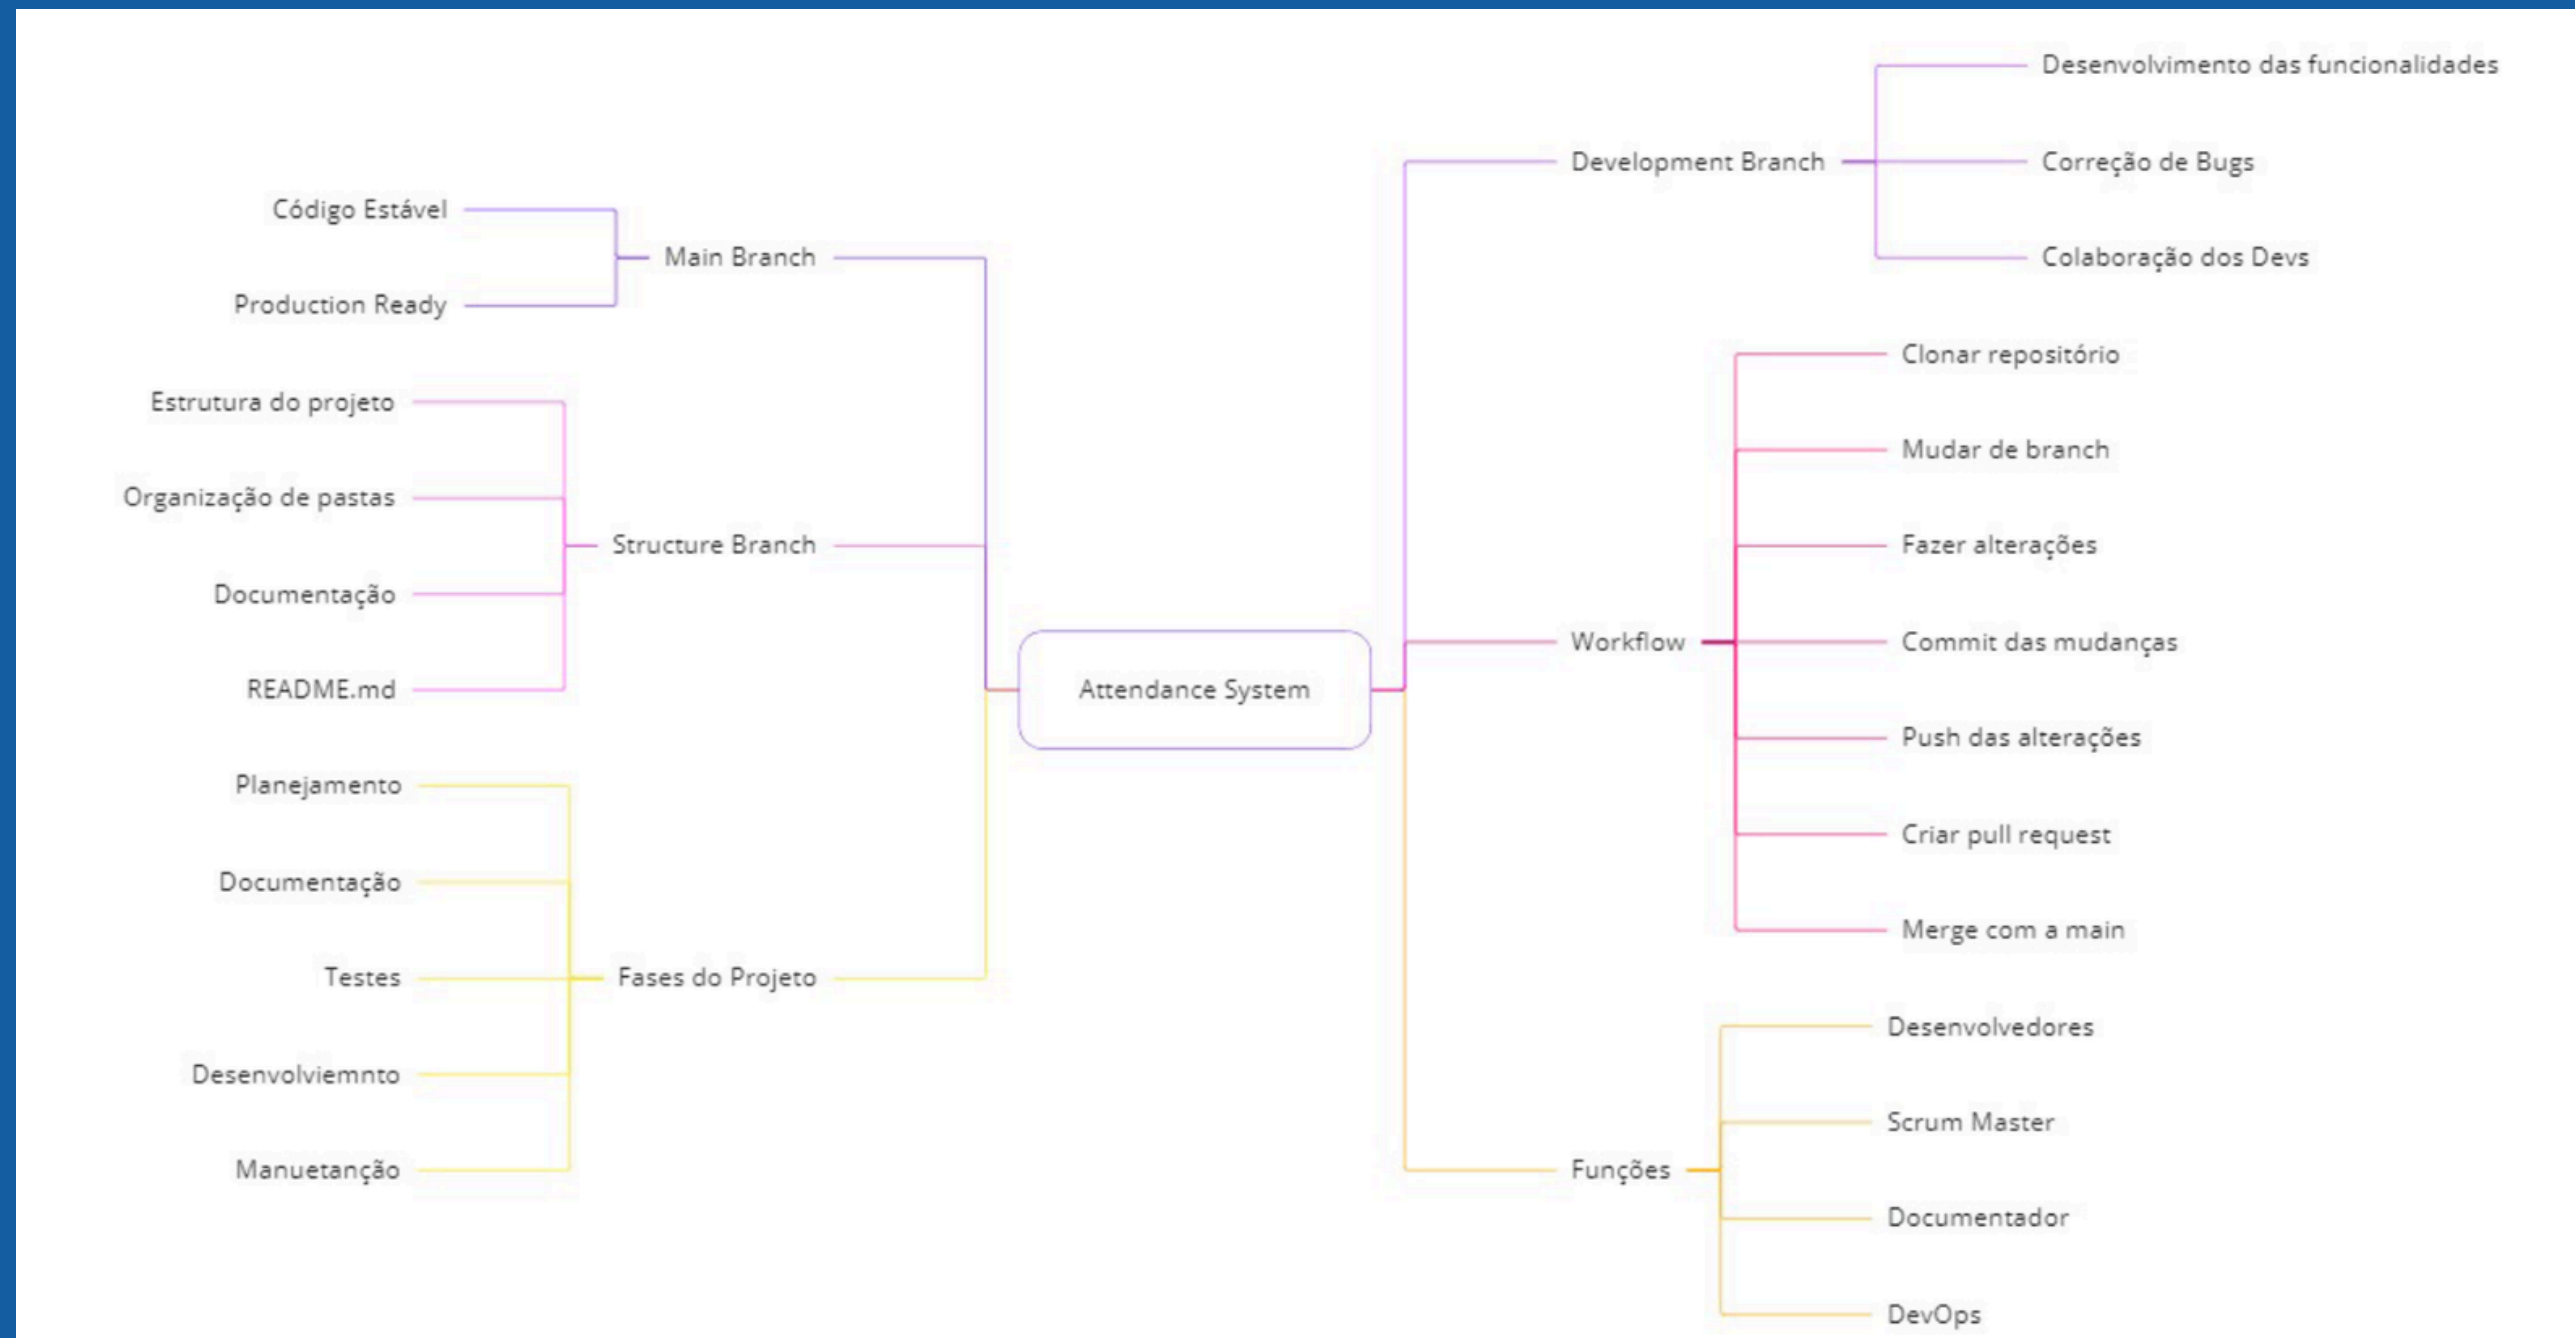 Attendance System
Main Branch
Código Estável
Production Ready
Structure Branch
Estrutura do projeto
Organização de pastas
Documentação
README.md
Fases do Projeto
Planejamento
Documentação
Testes
Desenvolviemnto
Manuetanção
Development Branch
Desenvolvimento das funcionalidades
Correção de Bugs
Colaboração dos Devs
Workflow
Clonar repositório
Mudar de branch
Fazer alterações
Commit das mudanças
Push das alterações
Criar pull request
Merge com a main
Funções
Desenvolvedores
Scrum Master
Documentador
DevOps